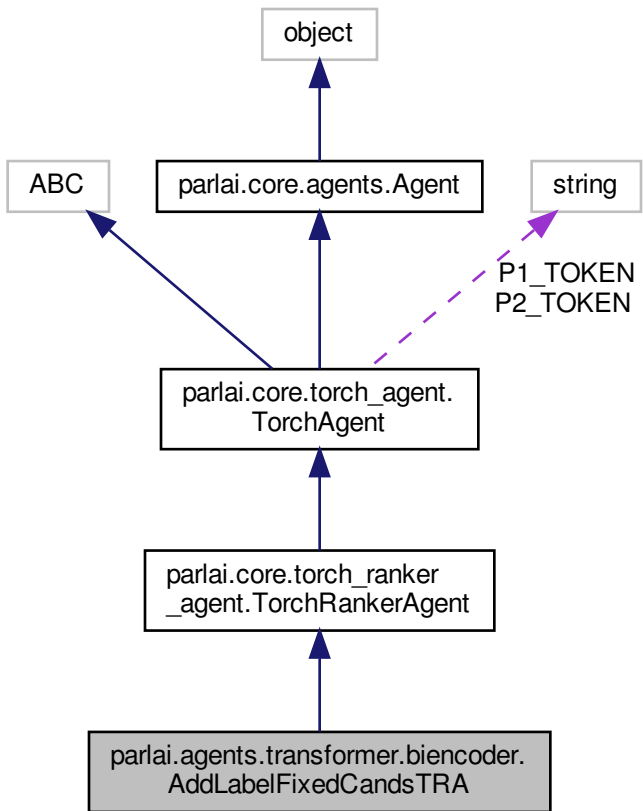 object
ABC
parlai.core.agents.Agent
string
P1_TOKEN
P2_TOKEN
parlai.core.torch_agent.
TorchAgent
parlai.core.torch_ranker
_agent.TorchRankerAgent
parlai.agents.transformer.biencoder.
AddLabelFixedCandsTRA